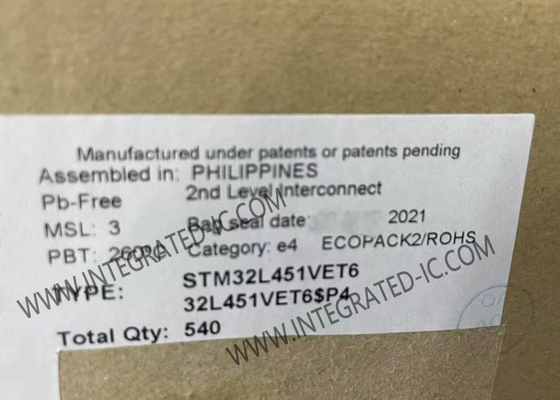 Manufactured under patents or patents pending
Assembled in: PHILIPPINES
Pb-Free 2nd Level Interconnect
MSL: 3 Bag seal date: 2021
PBT: 260°C Category: e4 ECOPACK2/ROHS
TYPE: STM32L451VET6
32L451VET6$P4
Total Qty: 540
WWW.INTEGRATED-IC.COM
WWW.INTEGRATED-IC.COM